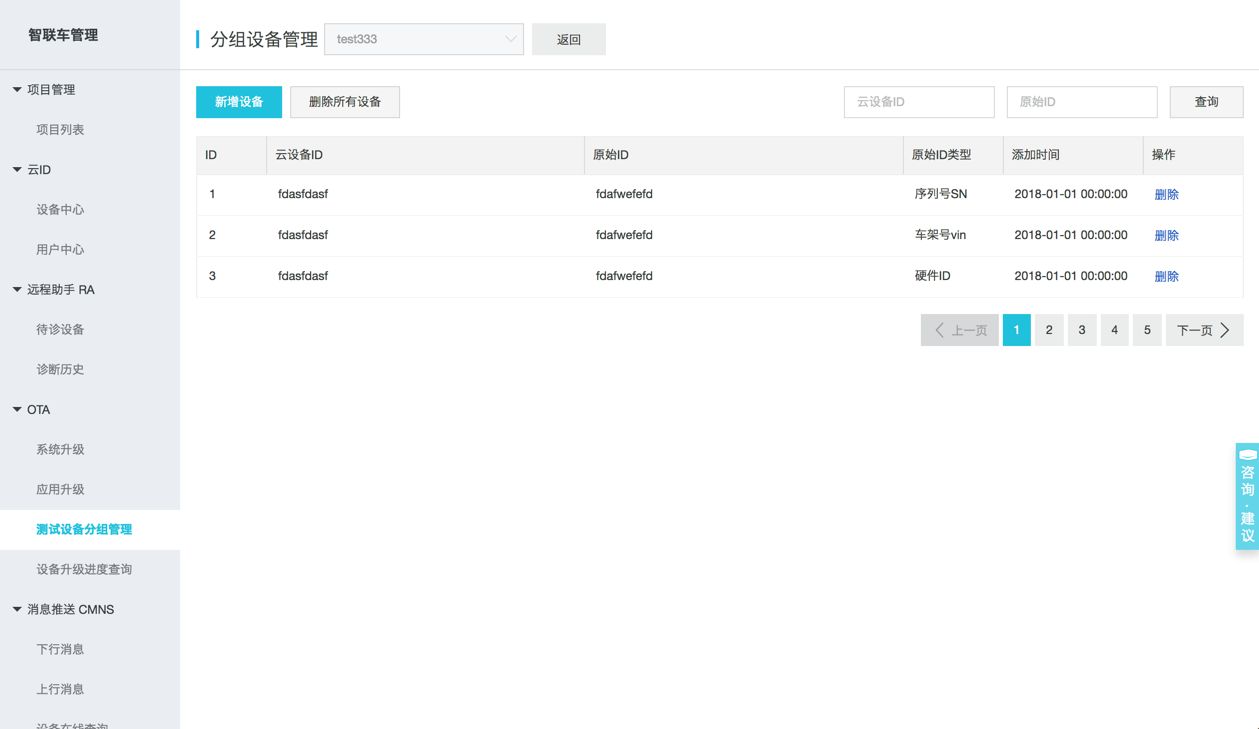 智联车管理
项目管理
项目列表
云ID
设备中心
用户中心
远程助手 RA
待诊设备
诊断历史
OTA
系统升级
应用升级
测试设备分组管理
设备升级进度查询
消息推送 CMNS
下行消息
上行消息
设备在线查询
分组设备管理 test333 返回
新增设备 删除所有设备 云设备ID 原始ID 查询
ID 云设备ID 原始ID 原始ID类型 添加时间 操作
1 fdasfdasf fdafwefefd 序列号SN 2018-01-01 00:00:00 删除
2 fdasfdasf fdafwefefd 车架号vin 2018-01-01 00:00:00 删除
3 fdasfdasf fdafwefefd 硬件ID 2018-01-01 00:00:00 删除
上一页 1 2 3 4 5 下一页
咨询·建议